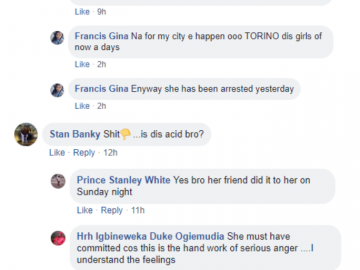 Like · 9h
Francis Gina Na for my city e happen ooo TORINO dis girls of
now a days
Like · 2h
Francis Gina Enyway she has been arrested yesterday
Like · 2h
Stan Banky Shit👇...is dis acid bro?
Like · Reply · 12h
Prince Stanley White Yes bro her friend did it to her on
Sunday night
Like · Reply · 11h
Hrh Igbineweka Duke Ogiemudia She must have
committed cos this is the hand work of serious anger ....I
understand the feelings